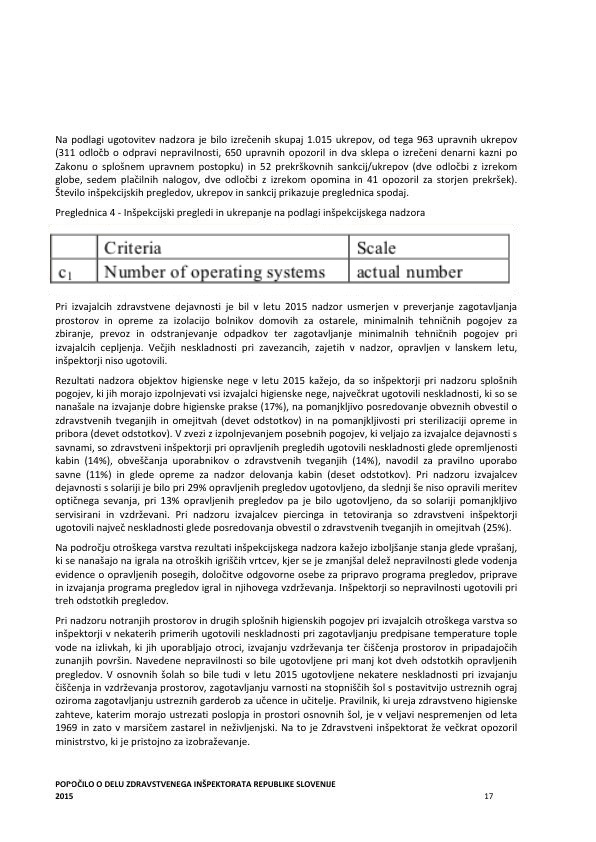 Na podlagi ugotovitev nadzora je bilo izrečenih skupaj 1.015 ukrepov, od tega 963 upravnih ukrepov
(311 odločb o odpravi nepravilnosti, 650 upravnih opozoril in dva sklepa o izrečeni denarni kazni po
Zakonu o splošnem upravnem postopku) in 52 prekrškovnih sankcij/ukrepov (dve odločbi z izrekom
globe, sedem plačilnih nalogov, dve odločbi z izrekom opomina in 41 opozoril za storjen prekršek).
Število inšpekcijskih pregledov, ukrepov in sankcij prikazuje preglednica spodaj.
Preglednica 4 - Inšpekcijski pregledi in ukrepanje na podlagi inšpekcijskega nadzora
Criteria Scale
c1 Number of operating systems actual number
Pri izvajalcih zdravstvene dejavnosti je bil v letu 2015 nadzor usmerjen v preverjanje zagotavljanja
prostorov in opreme za izolacijo bolnikov domovih za ostarele, minimalnih tehničnih pogojev za
zbiranje, prevoz in odstranjevanje odpadkov ter zagotavljanje minimalnih tehničnih pogojev pri
izvajalcih cepljenja. Večjih neskladnosti pri zavezancih, zajetih v nadzor, opravljen v lanskem letu,
inšpektorji niso ugotovili.
Rezultati nadzora objektov higienske nege v letu 2015 kažejo, da so inšpektorji pri nadzoru splošnih
pogojev, ki jih morajo izpolnjevati vsi izvajalci higienske nege, največkrat ugotovili neskladnosti, ki so se
nanašale na izvajanje dobre higienske prakse (17%), na pomanjkljivo posredovanje obveznih obvestil o
zdravstvenih tveganjih in omejitvah (devet odstotkov) in na pomanjkljivosti pri sterilizaciji opreme in
pribora (devet odstotkov). V zvezi z izpolnjevanjem posebnih pogojev, ki veljajo za izvajalce dejavnosti s
savnami, so zdravstveni inšpektorji pri opravljenih pregledih ugotovili neskladnosti glede opremljenosti
kabin (14%), obveščanja uporabnikov o zdravstvenih tveganjih (14%), navodil za pravilno uporabo
savne (11%) in glede opreme za nadzor delovanja kabin (deset odstotkov). Pri nadzoru izvajalcev
dejavnosti s solariji je bilo pri 29% opravljenih pregledov ugotovljeno, da slednji še niso opravili meritev
optičnega sevanja, pri 13% opravljenih pregledov pa je bilo ugotovljeno, da so solariji pomanjkljivo
servisirani in vzdrževani. Pri nadzoru izvajalcev piercinga in tetoviranja so zdravstveni inšpektorji
ugotovili največ neskladnosti glede posredovanja obvestil o zdravstvenih tveganjih in omejitvah (25%).
Na področju otroškega varstva rezultati inšpekcijskega nadzora kažejo izboljšanje stanja glede vprašanj,
ki se nanašajo na igrala na otroških igriščih vrtcev, kjer se je zmanjšal delež nepravilnosti glede vodenja
evidence o opravljenih posegih, določitve odgovorne osebe za pripravo programa pregledov, priprave
in izvajanja programa pregledov igral in njihovega vzdrževanja. Inšpektorji so nepravilnosti ugotovili pri
treh odstotkih pregledov.
Pri nadzoru notranjih prostorov in drugih splošnih higienskih pogojev pri izvajalcih otroškega varstva so
inšpektorji v nekaterih primerih ugotovili neskladnosti pri zagotavljanju predpisane temperature tople
vode na izlivkah, ki jih uporabljajo otroci, izvajanju vzdrževanja ter čiščenja prostorov in pripadajočih
zunanjih površin. Navedene nepravilnosti so bile ugotovljene pri manj kot dveh odstotkih opravljenih
pregledov. V osnovnih šolah so bile tudi v letu 2015 ugotovljene nekatere neskladnosti pri izvajanju
čiščenja in vzdrževanja prostorov, zagotavljanju varnosti na stopniščih šol s postavitvijo ustreznih ograj
oziroma zagotavljanju ustreznih garderob za učence in učitelje. Pravilnik, ki ureja zdravstveno higienske
zahteve, katerim morajo ustrezati poslopja in prostori osnovnih šol, je v veljavi nespremenjen od leta
1969 in zato v marsičem zastarel in neživljenjski. Na to je Zdravstveni inšpektorat že večkrat opozoril
ministrstvo, ki je pristojno za izobraževanje.
POROČILO O DELU ZDRAVSTVENEGA INŠPEKTORATA REPUBLIKE SLOVENIJE
2015 17